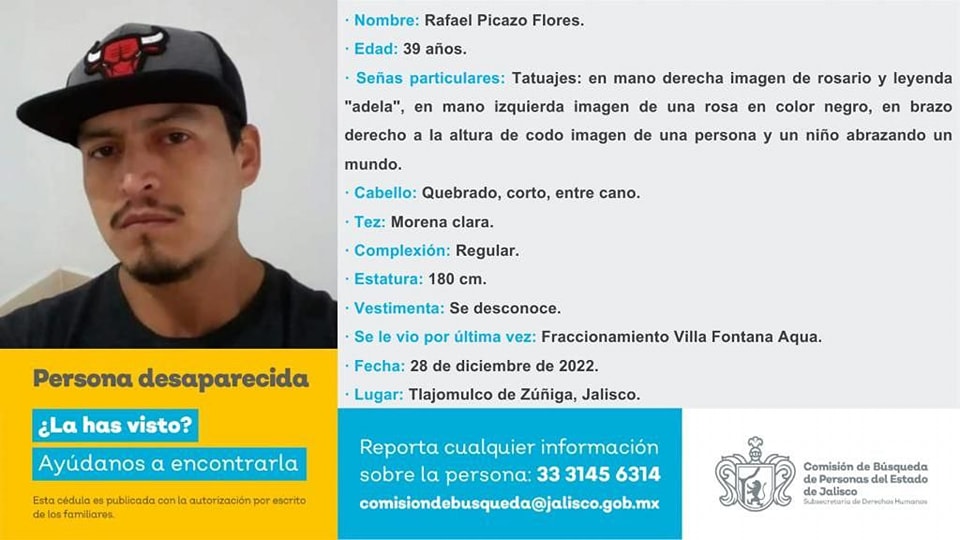 · Nombre: Rafael Picazo Flores.
· Edad: 39 años.
· Señas particulares: Tatuajes: en mano derecha imagen de rosario y leyenda
"adela", en mano izquierda imagen de una rosa en color negro, en brazo
derecho a la altura de codo imagen de una persona y un niño abrazando un
mundo.
· Cabello: Quebrado, corto, entre cano.
· Tez: Morena clara.
· Complexión: Regular.
· Estatura: 180 cm.
· Vestimenta: Se desconoce.
· Se le vio por última vez: Fraccionamiento Villa Fontana Aqua.
· Fecha: 28 de diciembre de 2022.
· Lugar: Tlajomulco de Zúñiga, Jalisco.
Persona desaparecida
¿La has visto?
Ayúdanos a encontrarla
Esta cédula es publicada con la autorización por escrito
de los familiares.
Reporta cualquier información
sobre la persona: 33 3145 6314
comisiondebusqueda@jalisco.gob.mx
Comisión de Búsqueda
de Personas del Estado
de Jalisco
Subsecretaría de Derechos Humanos